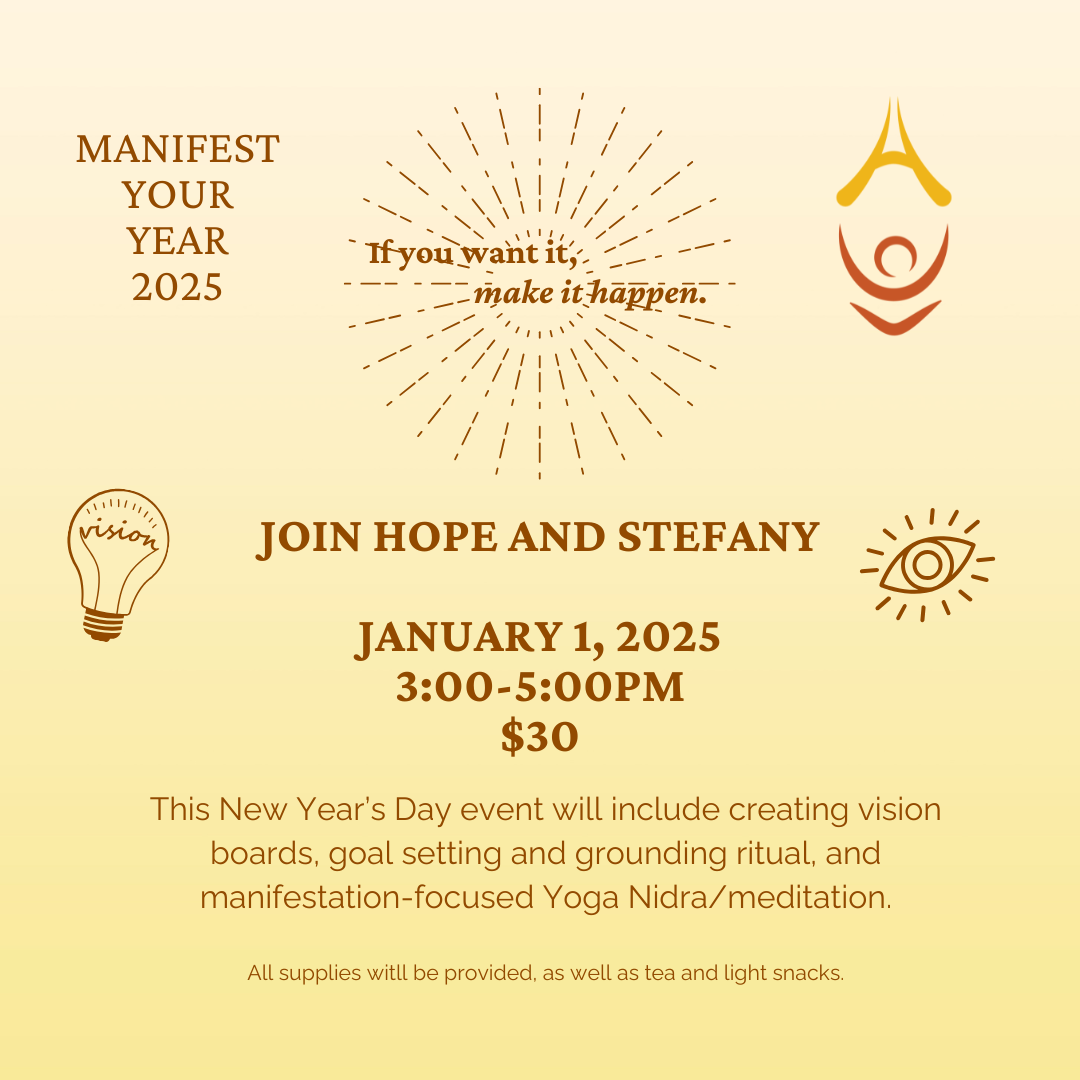 MANIFEST
YOUR
YEAR
2025
If you want it,
make it happen.
vision
JOIN HOPE AND STEFANY
JANUARY 1, 2025
3:00-5:00PM
$30
This New Year’s Day event will include creating vision
boards, goal setting and grounding ritual, and
manifestation-focused Yoga Nidra/meditation.
All supplies witll be provided, as well as tea and light snacks.